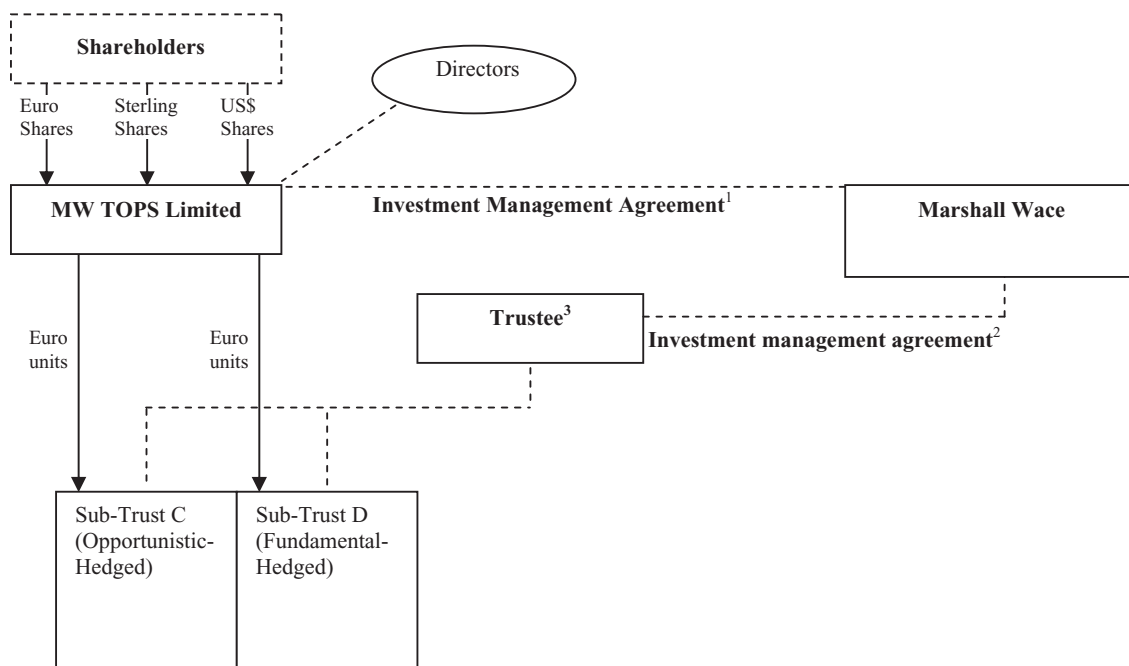 Shareholders
Directors
Euro
Shares
Sterling
Shares
US$
Shares
MW TOPS Limited
Investment Management Agreement1
Marshall Wace
Trustee3
Investment management agreement2
Euro
units
Euro
units
Sub-Trust C
(Opportunistic-
Hedged)
Sub-Trust D
(Fundamental-
Hedged)